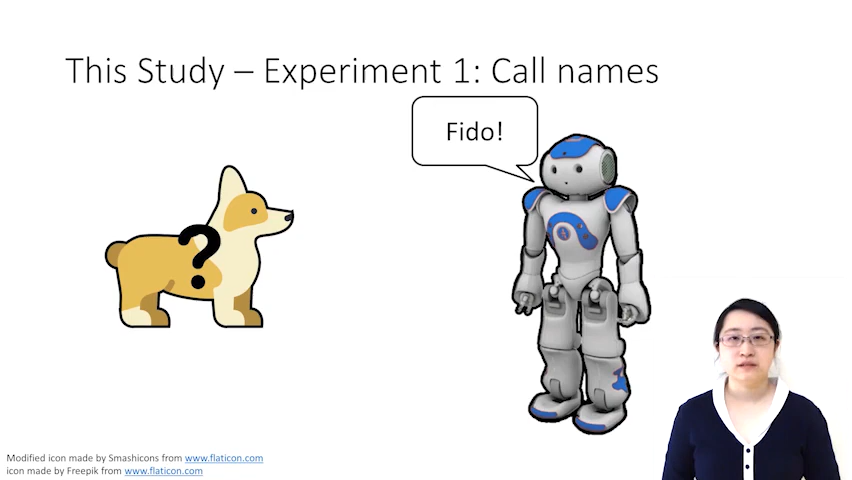 This Study – Experiment 1: Call names
Fido!
?
Modified icon made by Smashicons from www.flaticon.com
icon made by Freepik from www.flaticon.com